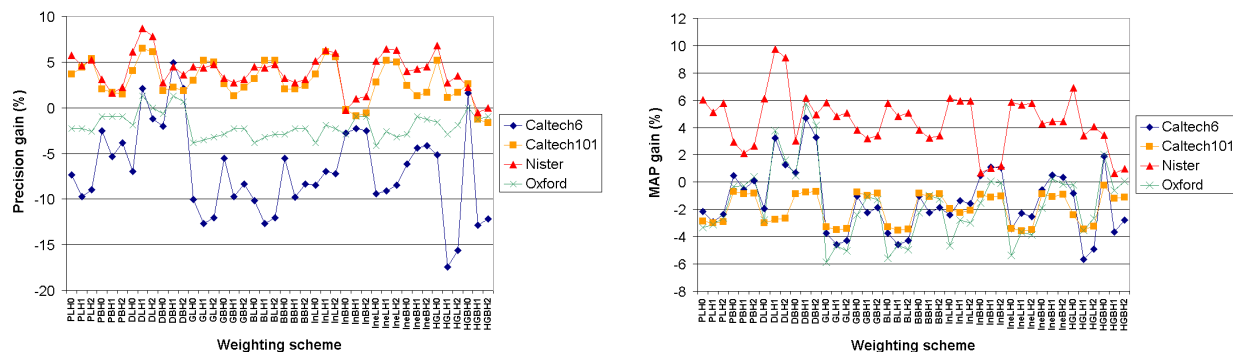 10
5
0
-5
-10
-15
-20
Precision gain (%)
PLH0
PLH1
PLH2
PBH0
PBH1
PBH2
DLH0
DLH1
DLH2
DBH0
DBH1
DBH2
GLH0
GLH1
GLH2
GBH0
GBH1
GBH2
BLH0
BLH1
BLH2
BBH0
BBH1
BBH2
InLH0
InLH1
InLH2
InBH0
InBH1
InBH2
IneLH0
IneLH1
IneLH2
IneBH0
IneBH1
IneBH2
HGLH0
HGLH1
HGLH2
HGBH0
HGBH1
HGBH2
Weighting scheme
Caltech6
Caltech101
Nister
Oxford
12
10
8
6
4
2
0
-2
-4
-6
-8
MAP gain (%)
PLH0
PLH1
PLH2
PBH0
PBH1
PBH2
DLH0
DLH1
DLH2
DBH0
DBH1
DBH2
GLH0
GLH1
GLH2
GBH0
GBH1
GBH2
BLH0
BLH1
BLH2
BBH0
BBH1
BBH2
InLH0
InLH1
InLH2
InBH0
InBH1
InBH2
IneLH0
IneLH1
IneLH2
IneBH0
IneBH1
IneBH2
HGLH0
HGLH1
HGLH2
HGBH0
HGBH1
HGBH2
Weighting scheme
Caltech6
Caltech101
Nister
Oxford